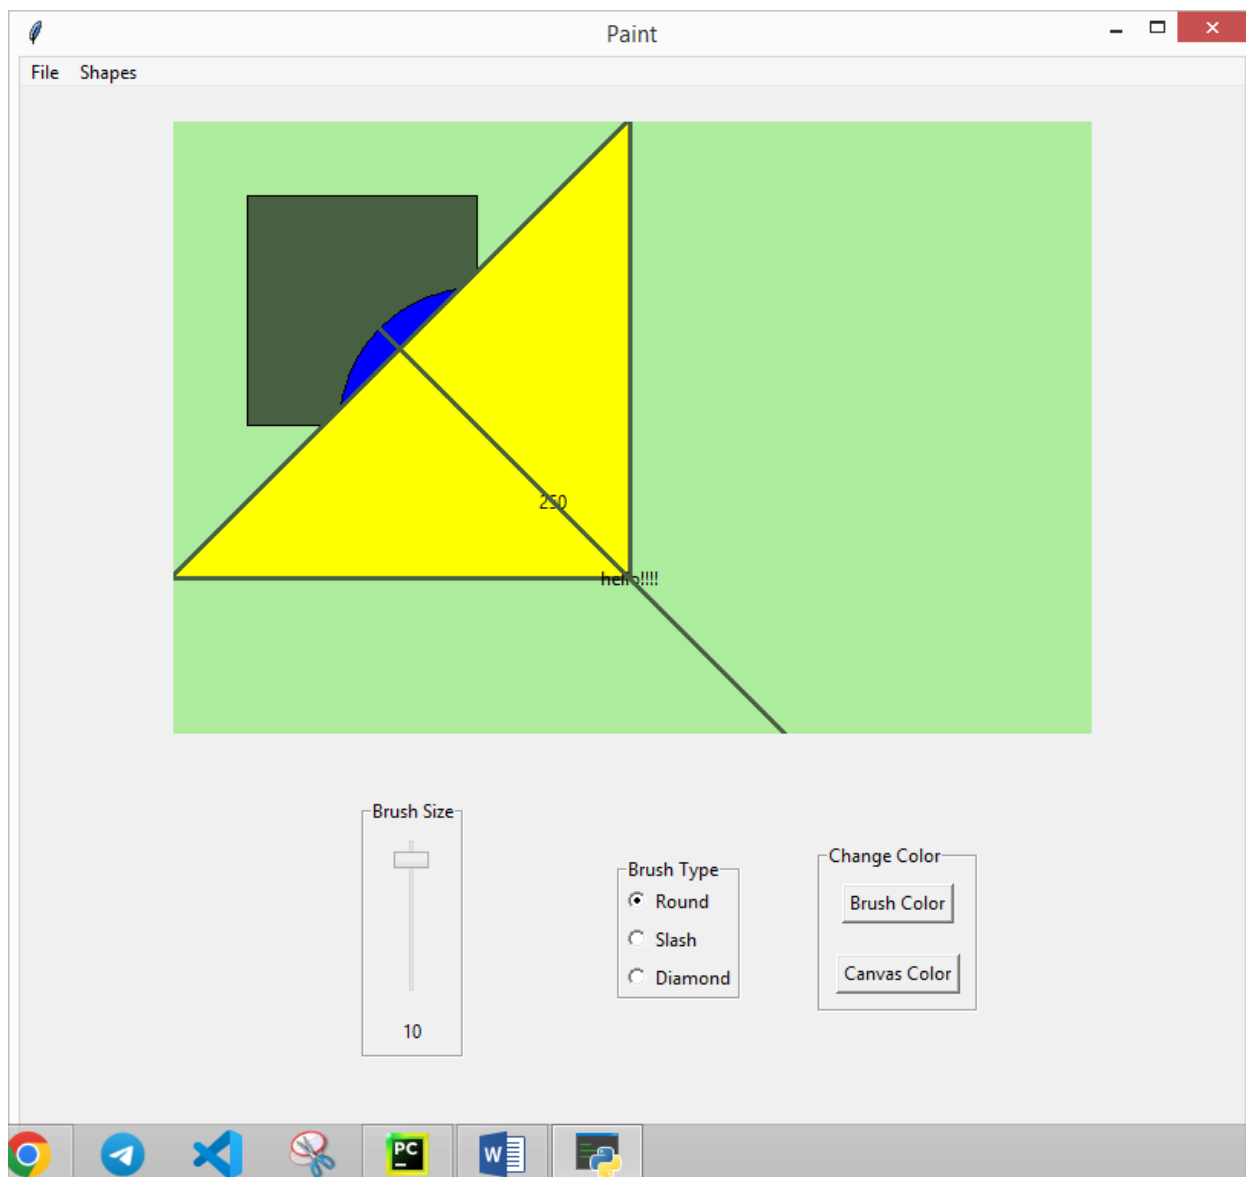 Paint
File Shapes
250
hello!!!!
Brush Size
10
Brush Type
Round
Slash
Diamond
Change Color
Brush Color
Canvas Color
PC
W